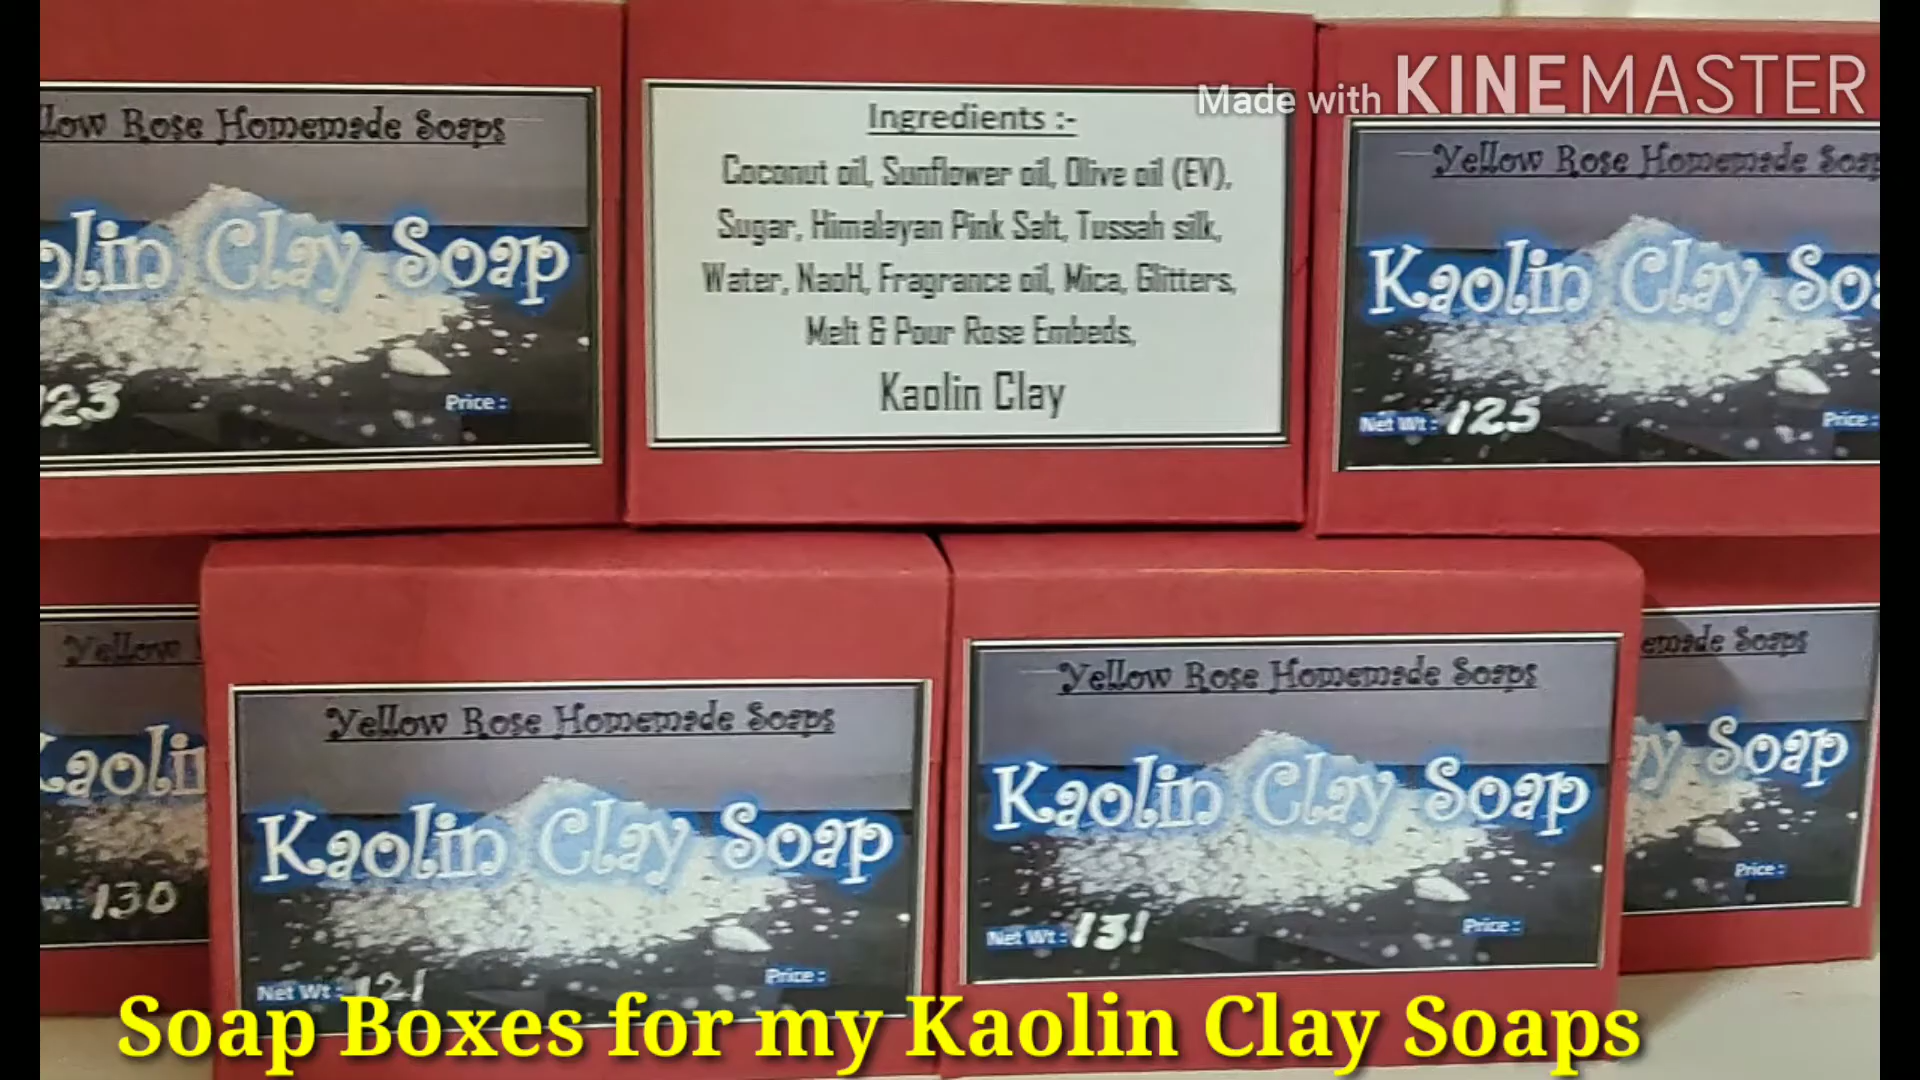 Made with KINEMASTER
low Rose Homemade Soaps
olin Clay Soap
23
Price :
Ingredients :-
Coconut oil, Sunflower oil, Olive oil (EV),
Sugar, Himalayan Pink Salt, Tussah silk,
Water, NaoH, Fragrance oil, Mica, Glitters,
Melt & Pour Rose Embeds,
Kaolin Clay
Yellow Rose Homemade Soap
Kaolin Clay So
Net Wt : 125
Price :
Yellow
Kaolin
Wt : 130
Yellow Rose Homemade Soaps
Kaolin Clay Soap
Net Wt : 121
Price :
Yellow Rose Homemade Soaps
Kaolin Clay Soap
Net Wt : 131
Price :
emade Soaps
ay Soap
Price :
Soap Boxes for my Kaolin Clay Soaps